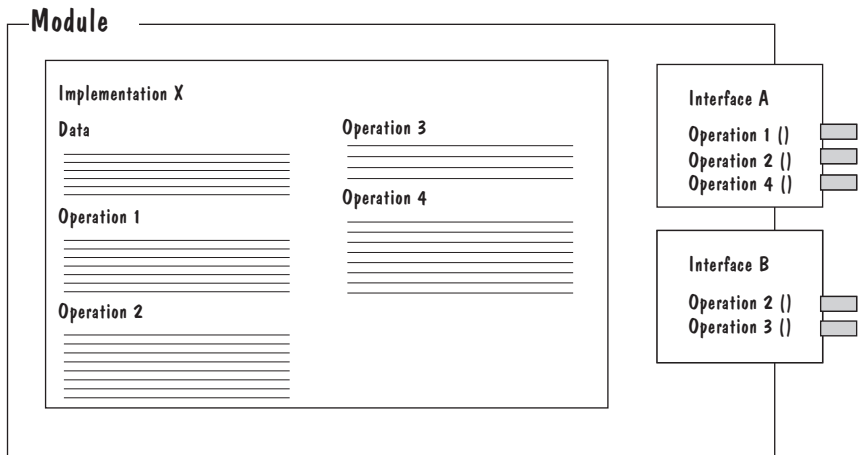 Module
Implementation X
Data
Operation 1
Operation 2
Operation 3
Operation 4
Interface A
Operation 1 ()
Operation 2 ()
Operation 4 ()
Interface B
Operation 2 ()
Operation 3 ()